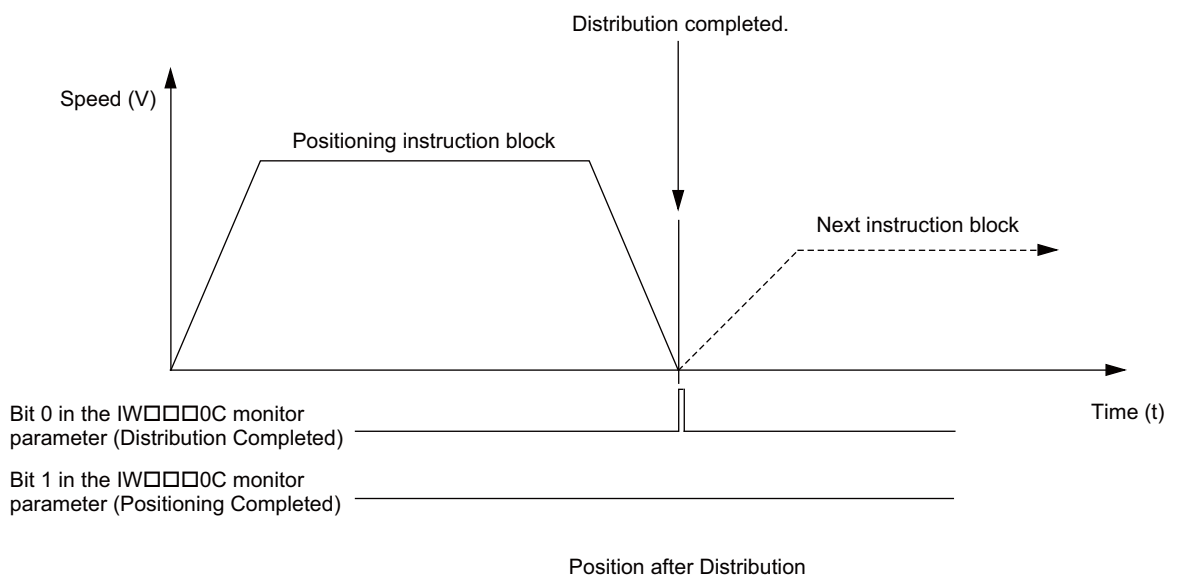 Distribution completed.
Speed (V)
Positioning instruction block
Next instruction block
Time (t)
Bit 0 in the IW□□□0C monitor
parameter (Distribution Completed)
Bit 1 in the IW□□□0C monitor
parameter (Positioning Completed)
Position after Distribution